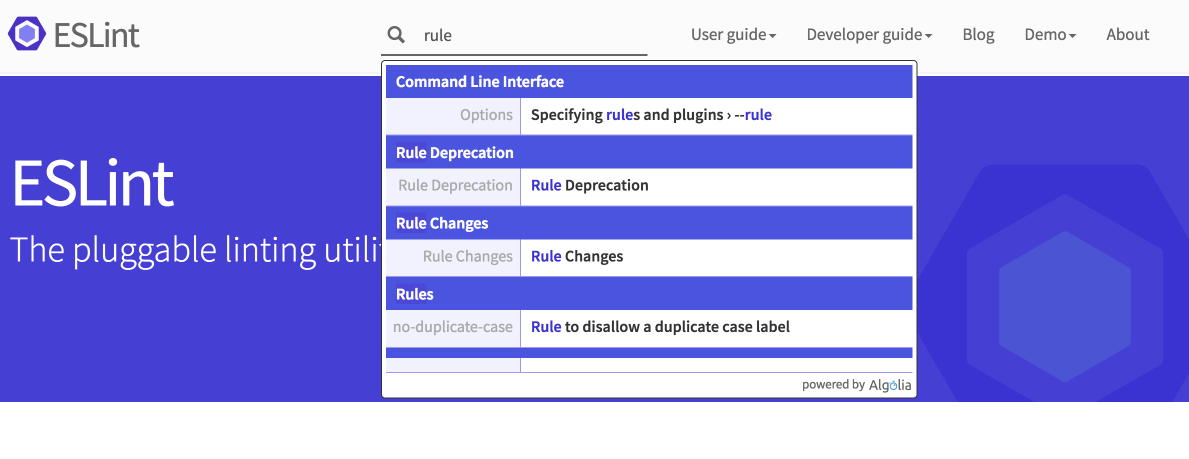 ESLint
rule
User guide
Developer guide
Blog
Demo
About
Command Line Interface
Options
Specifying rules and plugins › --rule
Rule Deprecation
Rule Deprecation
Rule Deprecation
Rule Changes
Rule Changes
Rule Changes
Rules
no-duplicate-case
Rule to disallow a duplicate case label
powered by Algolia
ESLint
The pluggable linting